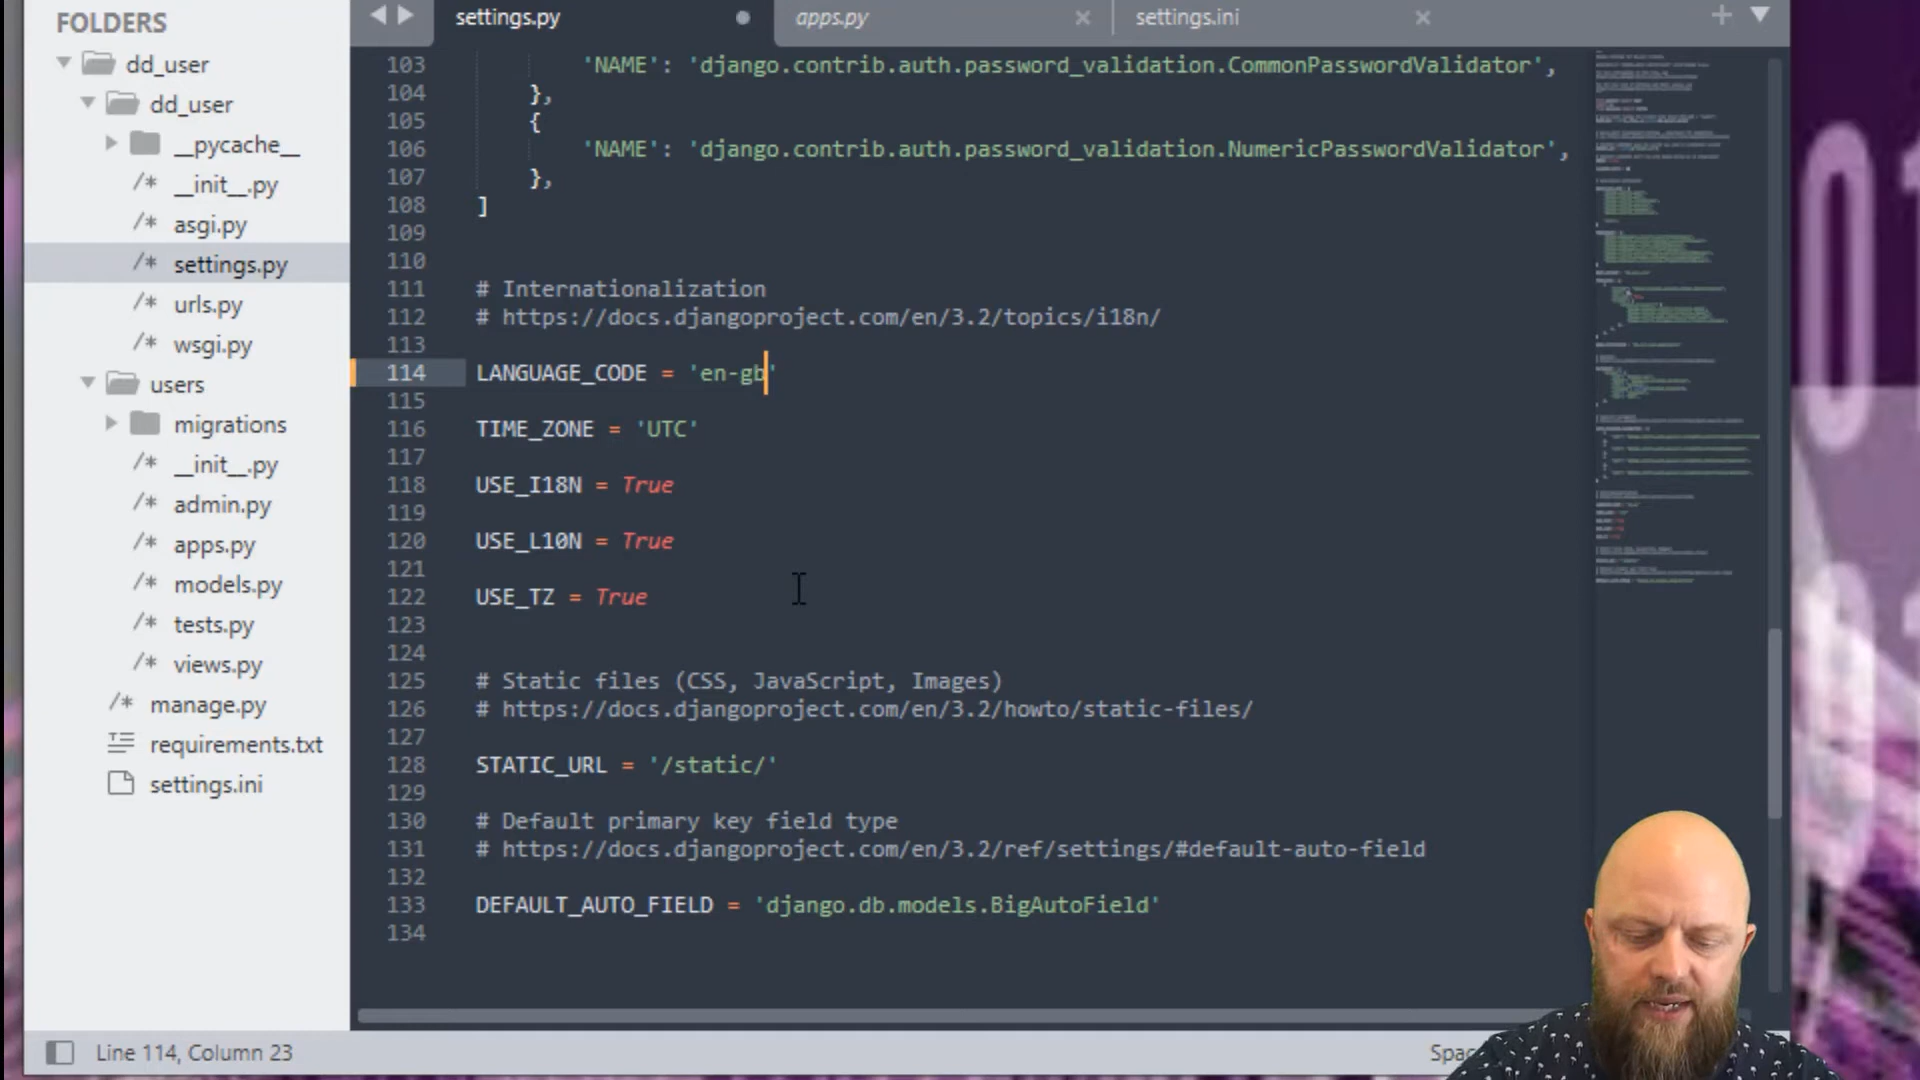 FOLDERS
dd_user
dd_user
__pycache__
/* __init__.py
/* asgi.py
/* settings.py
/* urls.py
/* wsgi.py
users
migrations
/* __init__.py
/* admin.py
/* apps.py
/* models.py
/* tests.py
/* views.py
/* manage.py
requirements.txt
settings.ini
settings.py
apps.py
settings.ini
103 'NAME': 'django.contrib.auth.password_validation.CommonPasswordValidator',
104 },
105 {
106 'NAME': 'django.contrib.auth.password_validation.NumericPasswordValidator',
107 },
108 ]
109
110
111 # Internationalization
112 # https://docs.djangoproject.com/en/3.2/topics/i18n/
113
114 LANGUAGE_CODE = 'en-gb'
115
116 TIME_ZONE = 'UTC'
117
118 USE_I18N = True
119
120 USE_L10N = True
121
122 USE_TZ = True
123
124
125 # Static files (CSS, JavaScript, Images)
126 # https://docs.djangoproject.com/en/3.2/howto/static-files/
127
128 STATIC_URL = '/static/'
129
130 # Default primary key field type
131 # https://docs.djangoproject.com/en/3.2/ref/settings/#default-auto-field
132
133 DEFAULT_AUTO_FIELD = 'django.db.models.BigAutoField'
134
Line 114, Column 23